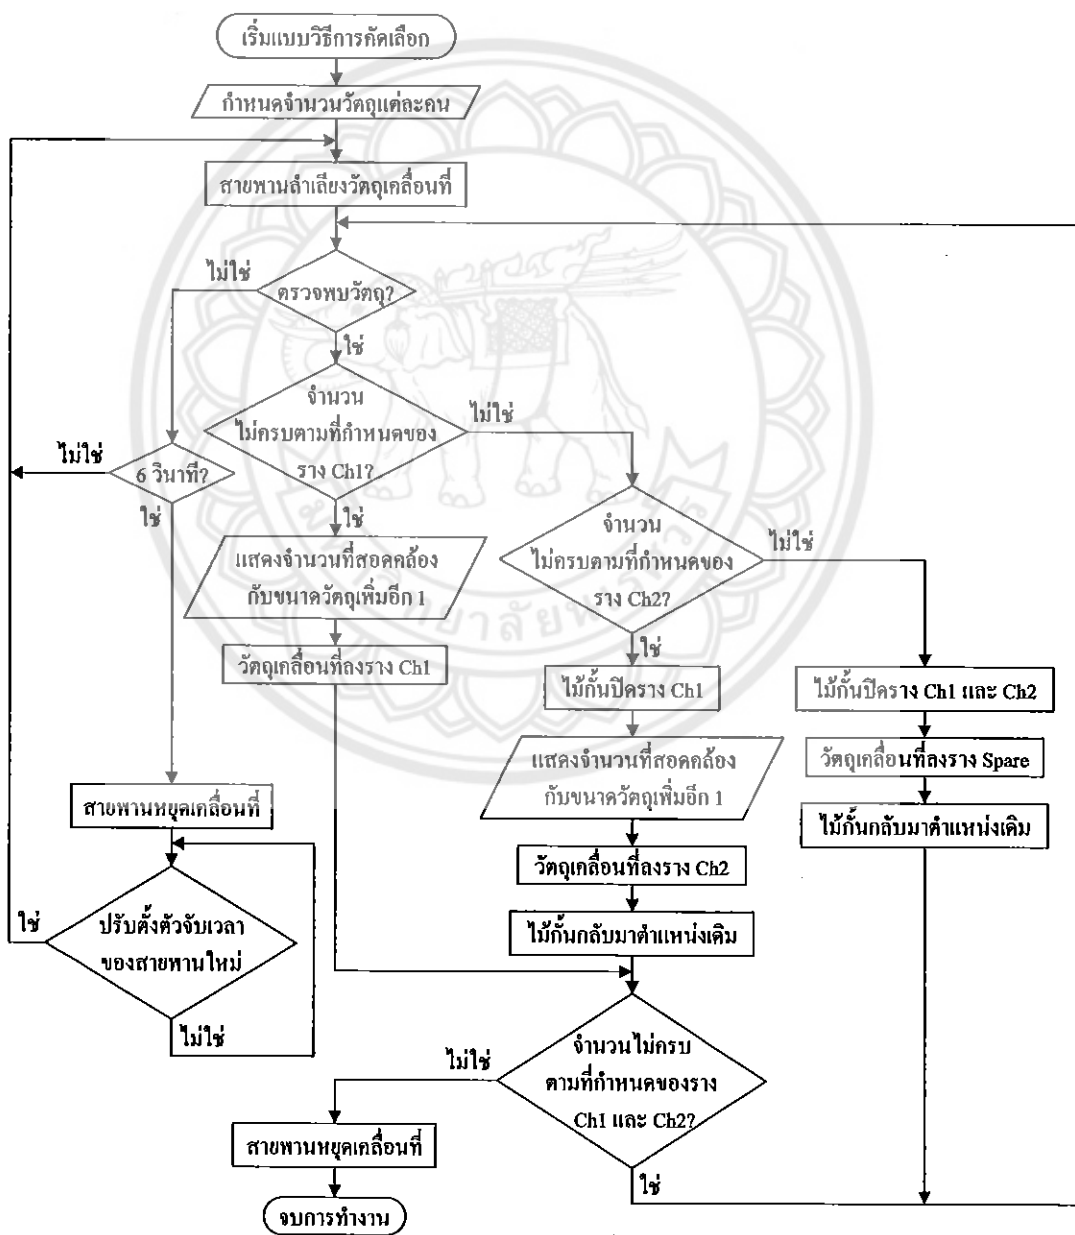 เริ่มแบบวิธีการคัดเลือก
กำหนดจำนวนวัตถุแต่ละคน
สายพานลำเลียงวัตถุเคลื่อนที่
ไม่ใช่
ตรวจพบวัตถุ?
ใช่
จำนวน
ไม่ครบตามที่กำหนดของ
ราง Ch1?
ไม่ใช่
ไม่ใช่
6 วินาที?
ใช่
ใช่
จำนวน
ไม่ครบตามที่กำหนดของ
ราง Ch2?
ไม่ใช่
แสดงจำนวนที่สอดคล้อง
กับขนาดวัตถุเพิ่มอีก 1
ใช่
วัตถุเคลื่อนที่ลงราง Ch1
ไม้กั้นปิดราง Ch1
ไม้กั้นปิดราง Ch1 และ Ch2
แสดงจำนวนที่สอดคล้อง
กับขนาดวัตถุเพิ่มอีก 1
วัตถุเคลื่อนที่ลงราง Spare
สายพานหยุดเคลื่อนที่
ไม้กั้นกลับมาตำแหน่งเดิม
วัตถุเคลื่อนที่ลงราง Ch2
ใช่
ปรับตั้งตัวจับเวลา
ของสายพานใหม่
ไม้กั้นกลับมาตำแหน่งเดิม
ไม่ใช่
ไม่ใช่
จำนวนไม่ครบ
ตามที่กำหนดของราง
Ch1 และ Ch2?
สายพานหยุดเคลื่อนที่
ใช่
จบการทำงาน